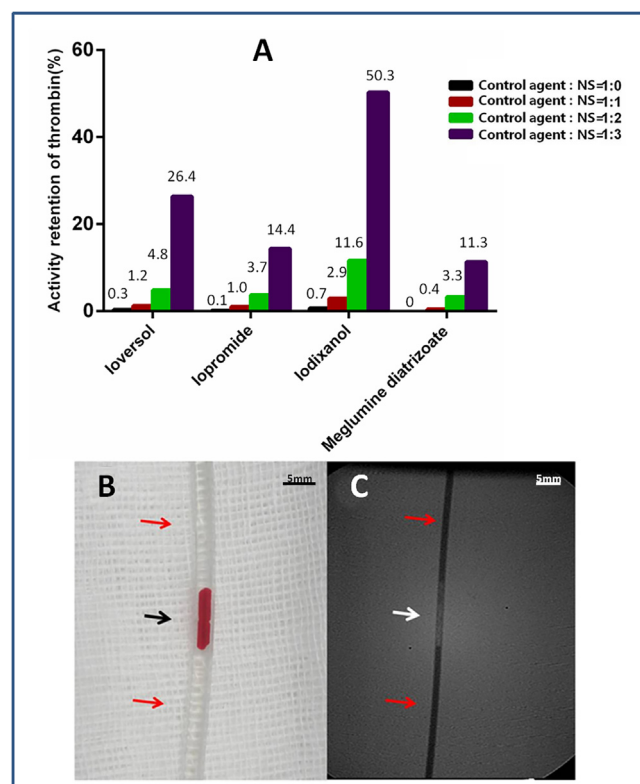 A
Activity retention of thrombin(%)
60
40
20
0
0.3
1.2
4.8
26.4
0.1
1.0
3.7
14.4
0.7
2.9
11.6
50.3
0
0.4
3.3
11.3
Control agent : NS=1:0
Control agent : NS=1:1
Control agent : NS=1:2
Control agent : NS=1:3
Ioversol
Iopromide
Iodixanol
Meglumine diatrizoate
B
5mm
C
5mm